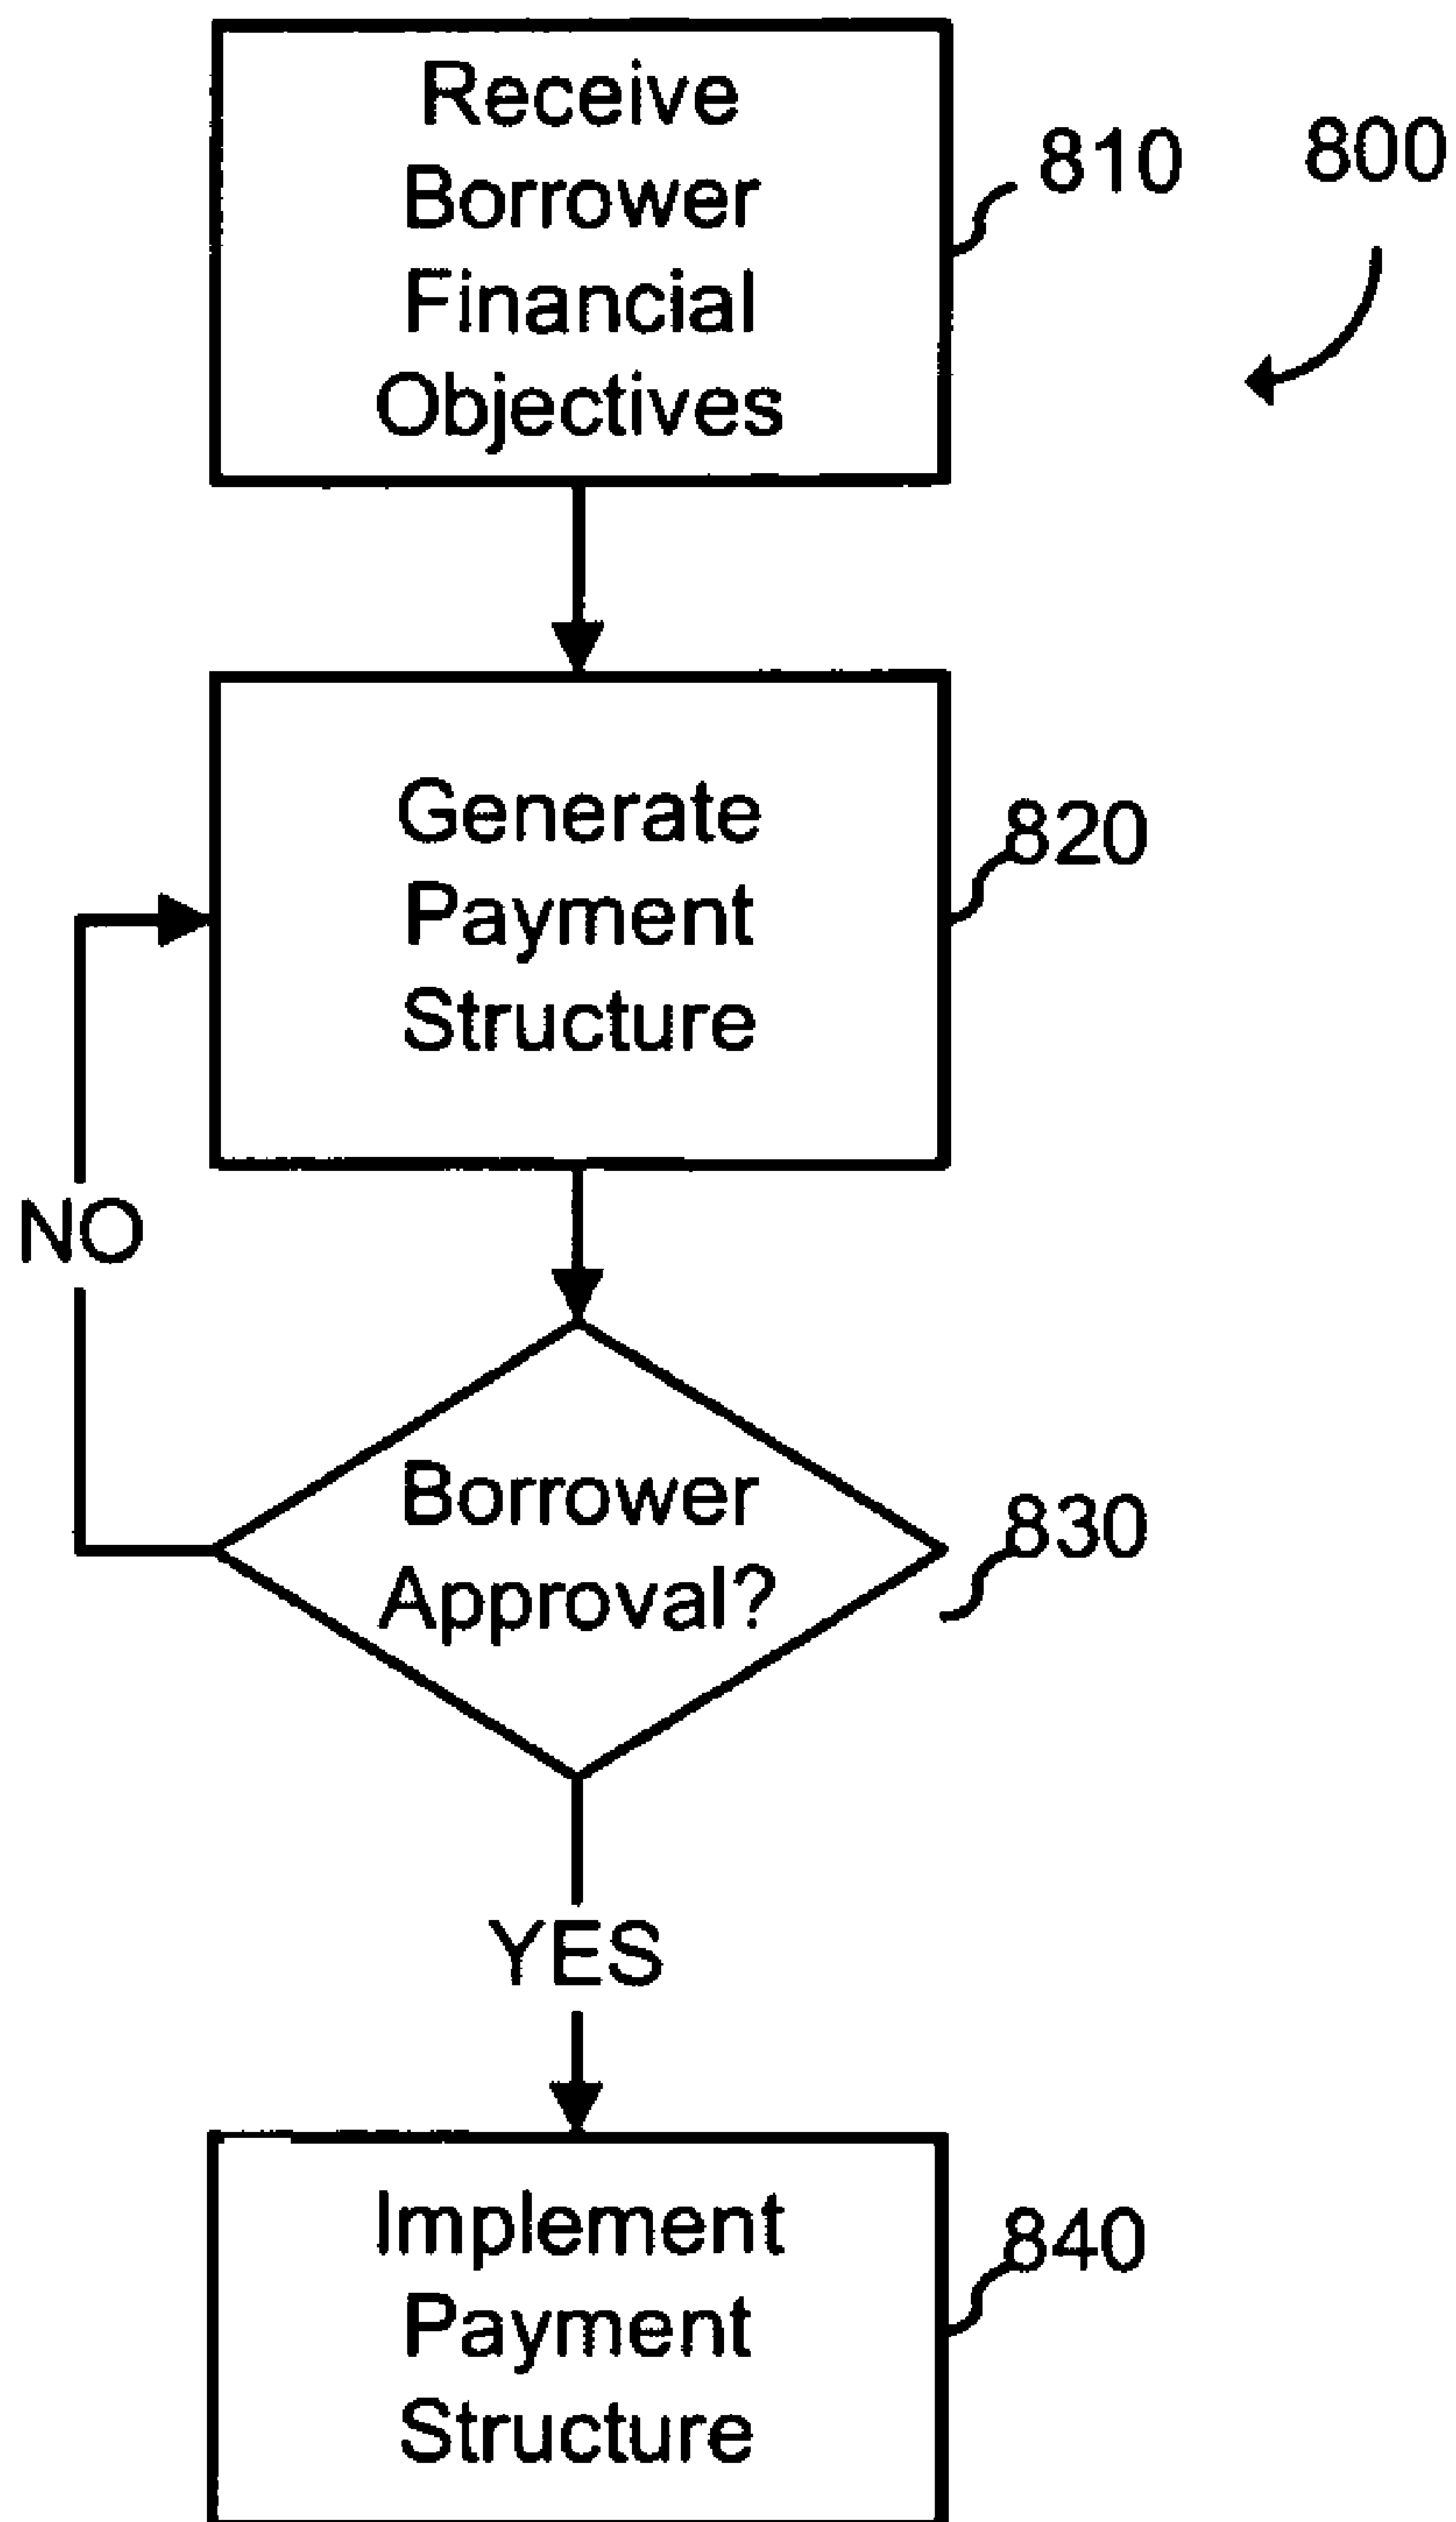 Receive
Borrower
Financial
Objectives
810
800
Generate
Payment
Structure
820
NO
Borrower
Approval?
830
YES
Implement
Payment
Structure
840